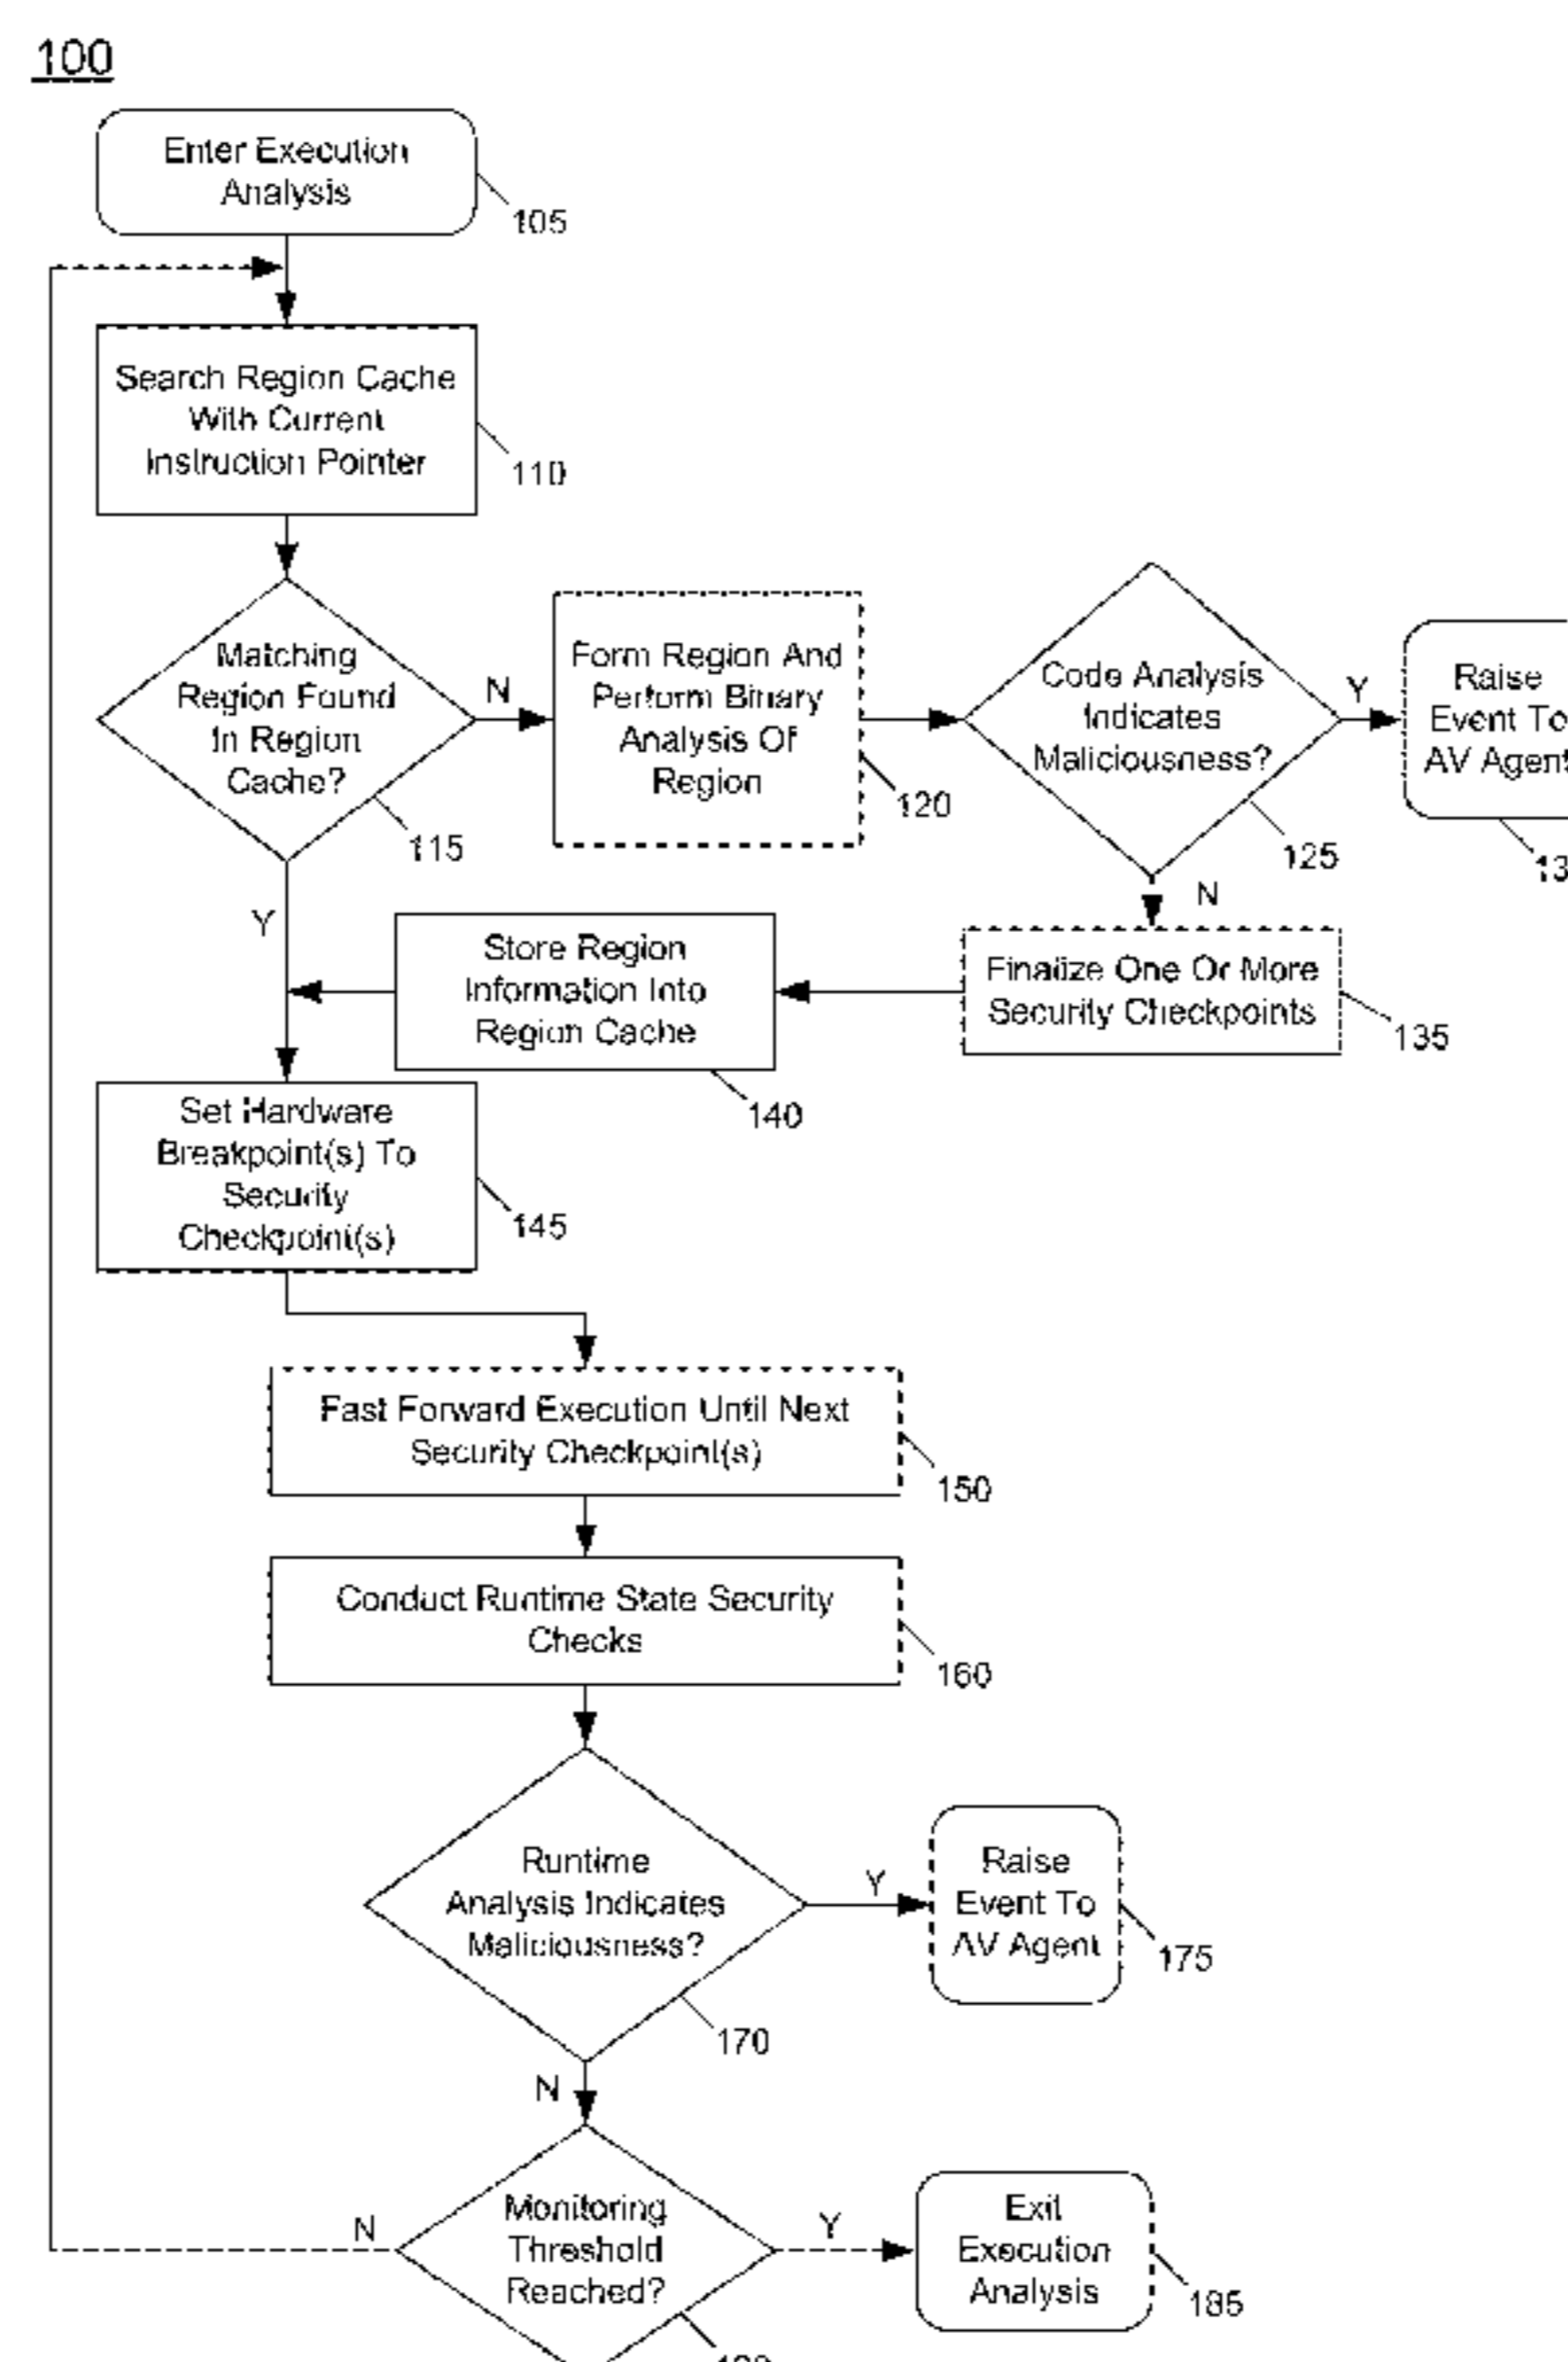 100
Enter Execution
Analysis
105
Search Region Cache
With Current
Instruction Pointer
110
Matching
Region Found
In Region
Cache?
115
N
Form Region And
Perform Binary
Analysis Of
Region
120
Code Analysis
Indicates
Maliciousness?
125
Y
Raise
Event To
AV Agent
13
N
Y
Store Region
Information Into
Region Cache
140
Finalize One Or More
Security Checkpoints
135
Set Hardware
Breakpoint(s) To
Security
Checkpoint(s)
145
Fast Forward Execution Until Next
Security Checkpoint(s)
150
Conduct Runtime State Security
Checks
160
Runtime
Analysis Indicates
Maliciousness?
170
Y
Raise
Event To
AV Agent
175
N
Monitoring
Threshold
Reached?
N
Y
Exit
Execution
Analysis
185